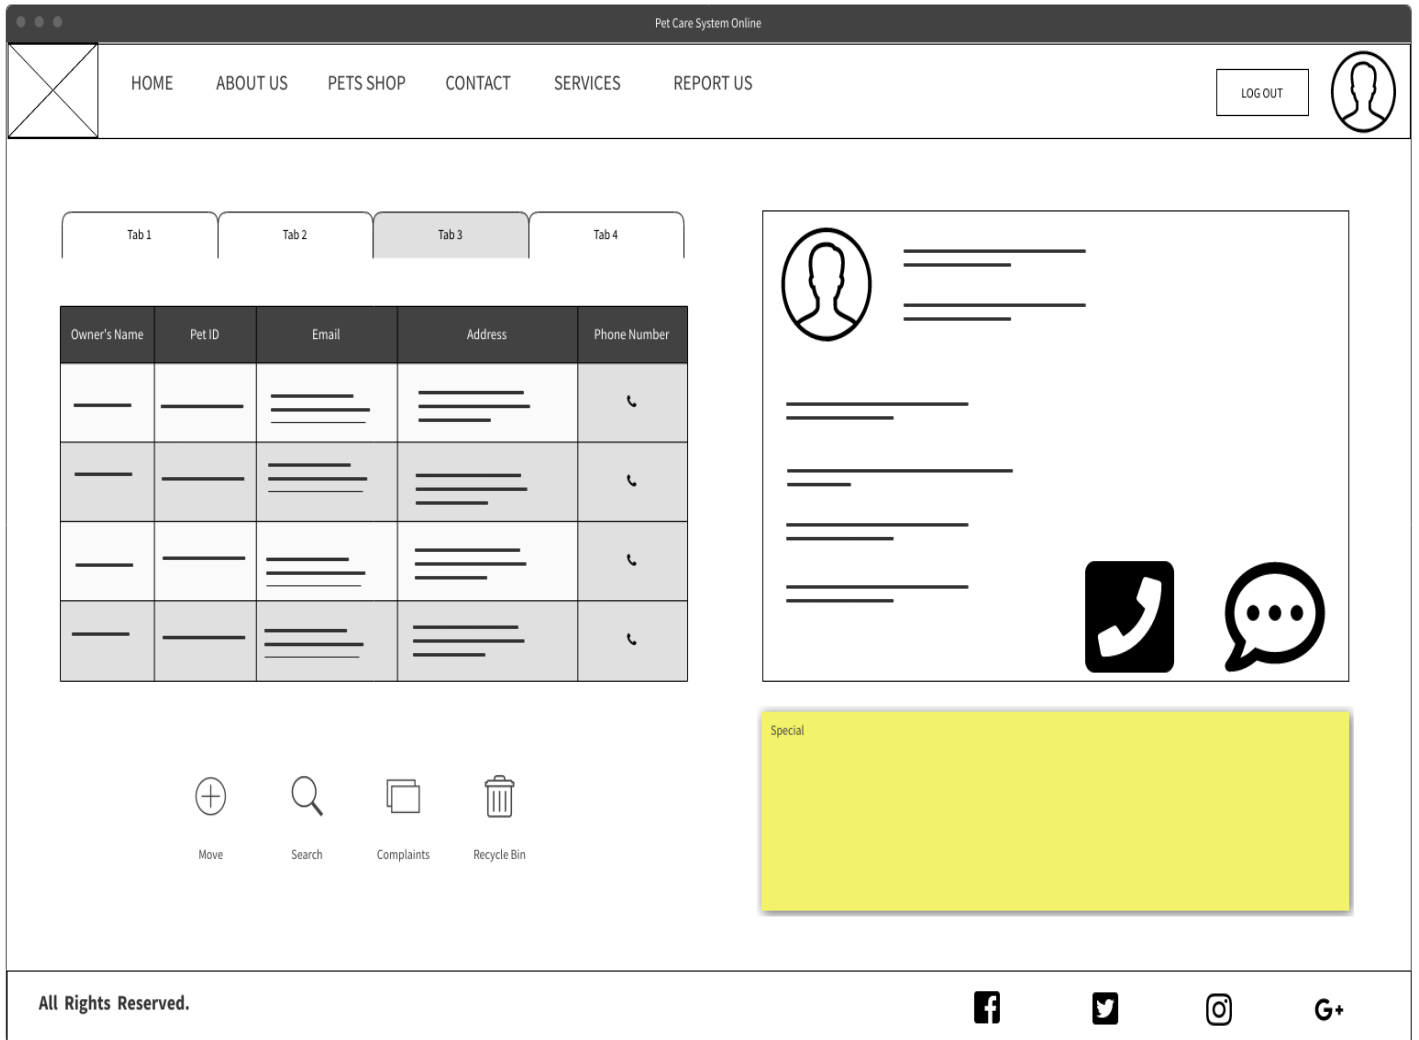 Pet Care System Online
HOME ABOUT US PETS SHOP CONTACT SERVICES REPORT US
LOG OUT
Tab 1 Tab 2 Tab 3 Tab 4
Owner's Name Pet ID Email Address Phone Number
Special
Move Search Complaints Recycle Bin
All Rights Reserved.
G+